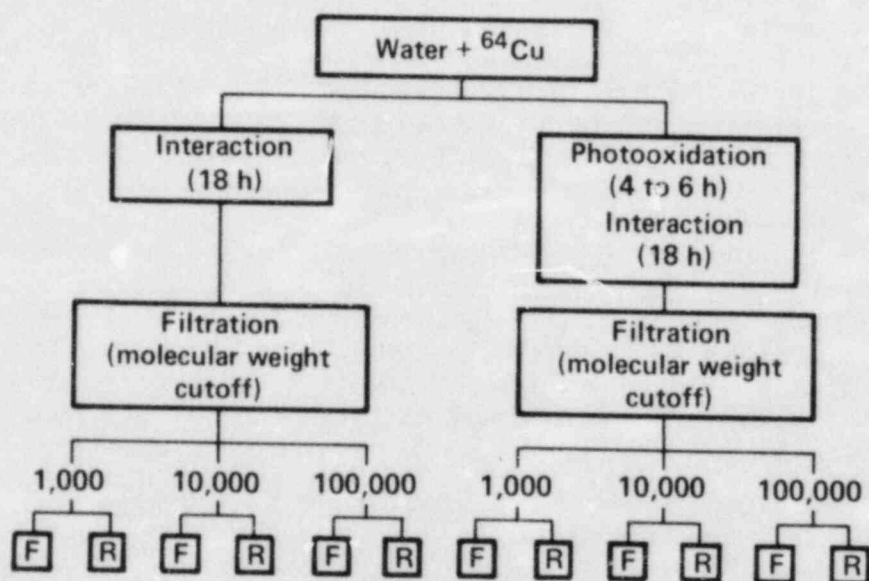 Water + ⁶⁴Cu
Interaction
(18 h)
Photooxidation
(4 to 6 h)
Interaction
(18 h)
Filtration
(molecular weight
cutoff)
Filtration
(molecular weight
cutoff)
1,000 10,000 100,000 1,000 10,000 100,000
F R F R F R F R F R F R